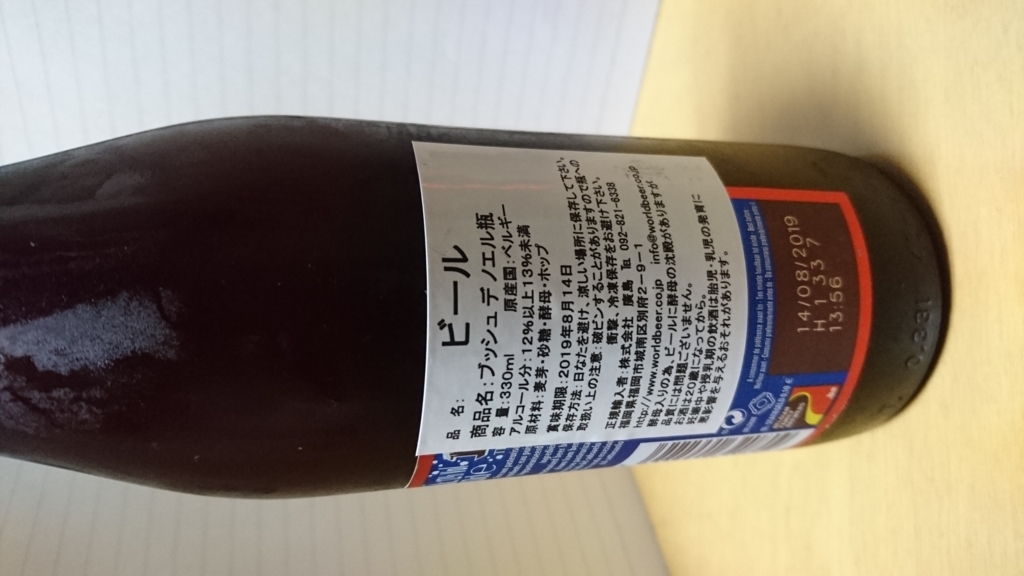 品 名: ビール
商品名:ブッシュ デ ノエル瓶
容 量:330ml 原産国:ベルギー
アルコール分:12%以上13%未満
原材料:麦芽・砂糖・酵母・ホップ
賞味期限:2019年8月14日
保存方法:日なたを避け、涼しい場所に保存して下さい。
取扱い上の注意:破ビンすることがありますので瓶への
衝撃、冷凍保存をお避け下さい。
正規輸入者:株式会社 廣島 ℡ 092-821-6338
福岡県福岡市城南区別府2-9-1
http://www.worldbeer.co.jp info@worldbeer.co.jp
酵母入りの為、ビールに酵母の沈殿がありますが
品質には問題ございません。
お酒は20歳になってから。
妊娠中や授乳期の飲酒は胎児・乳児の発育に
悪影響を与えるおそれがあります。
14/08/2019
H 1 33 7
13:56
0.33l